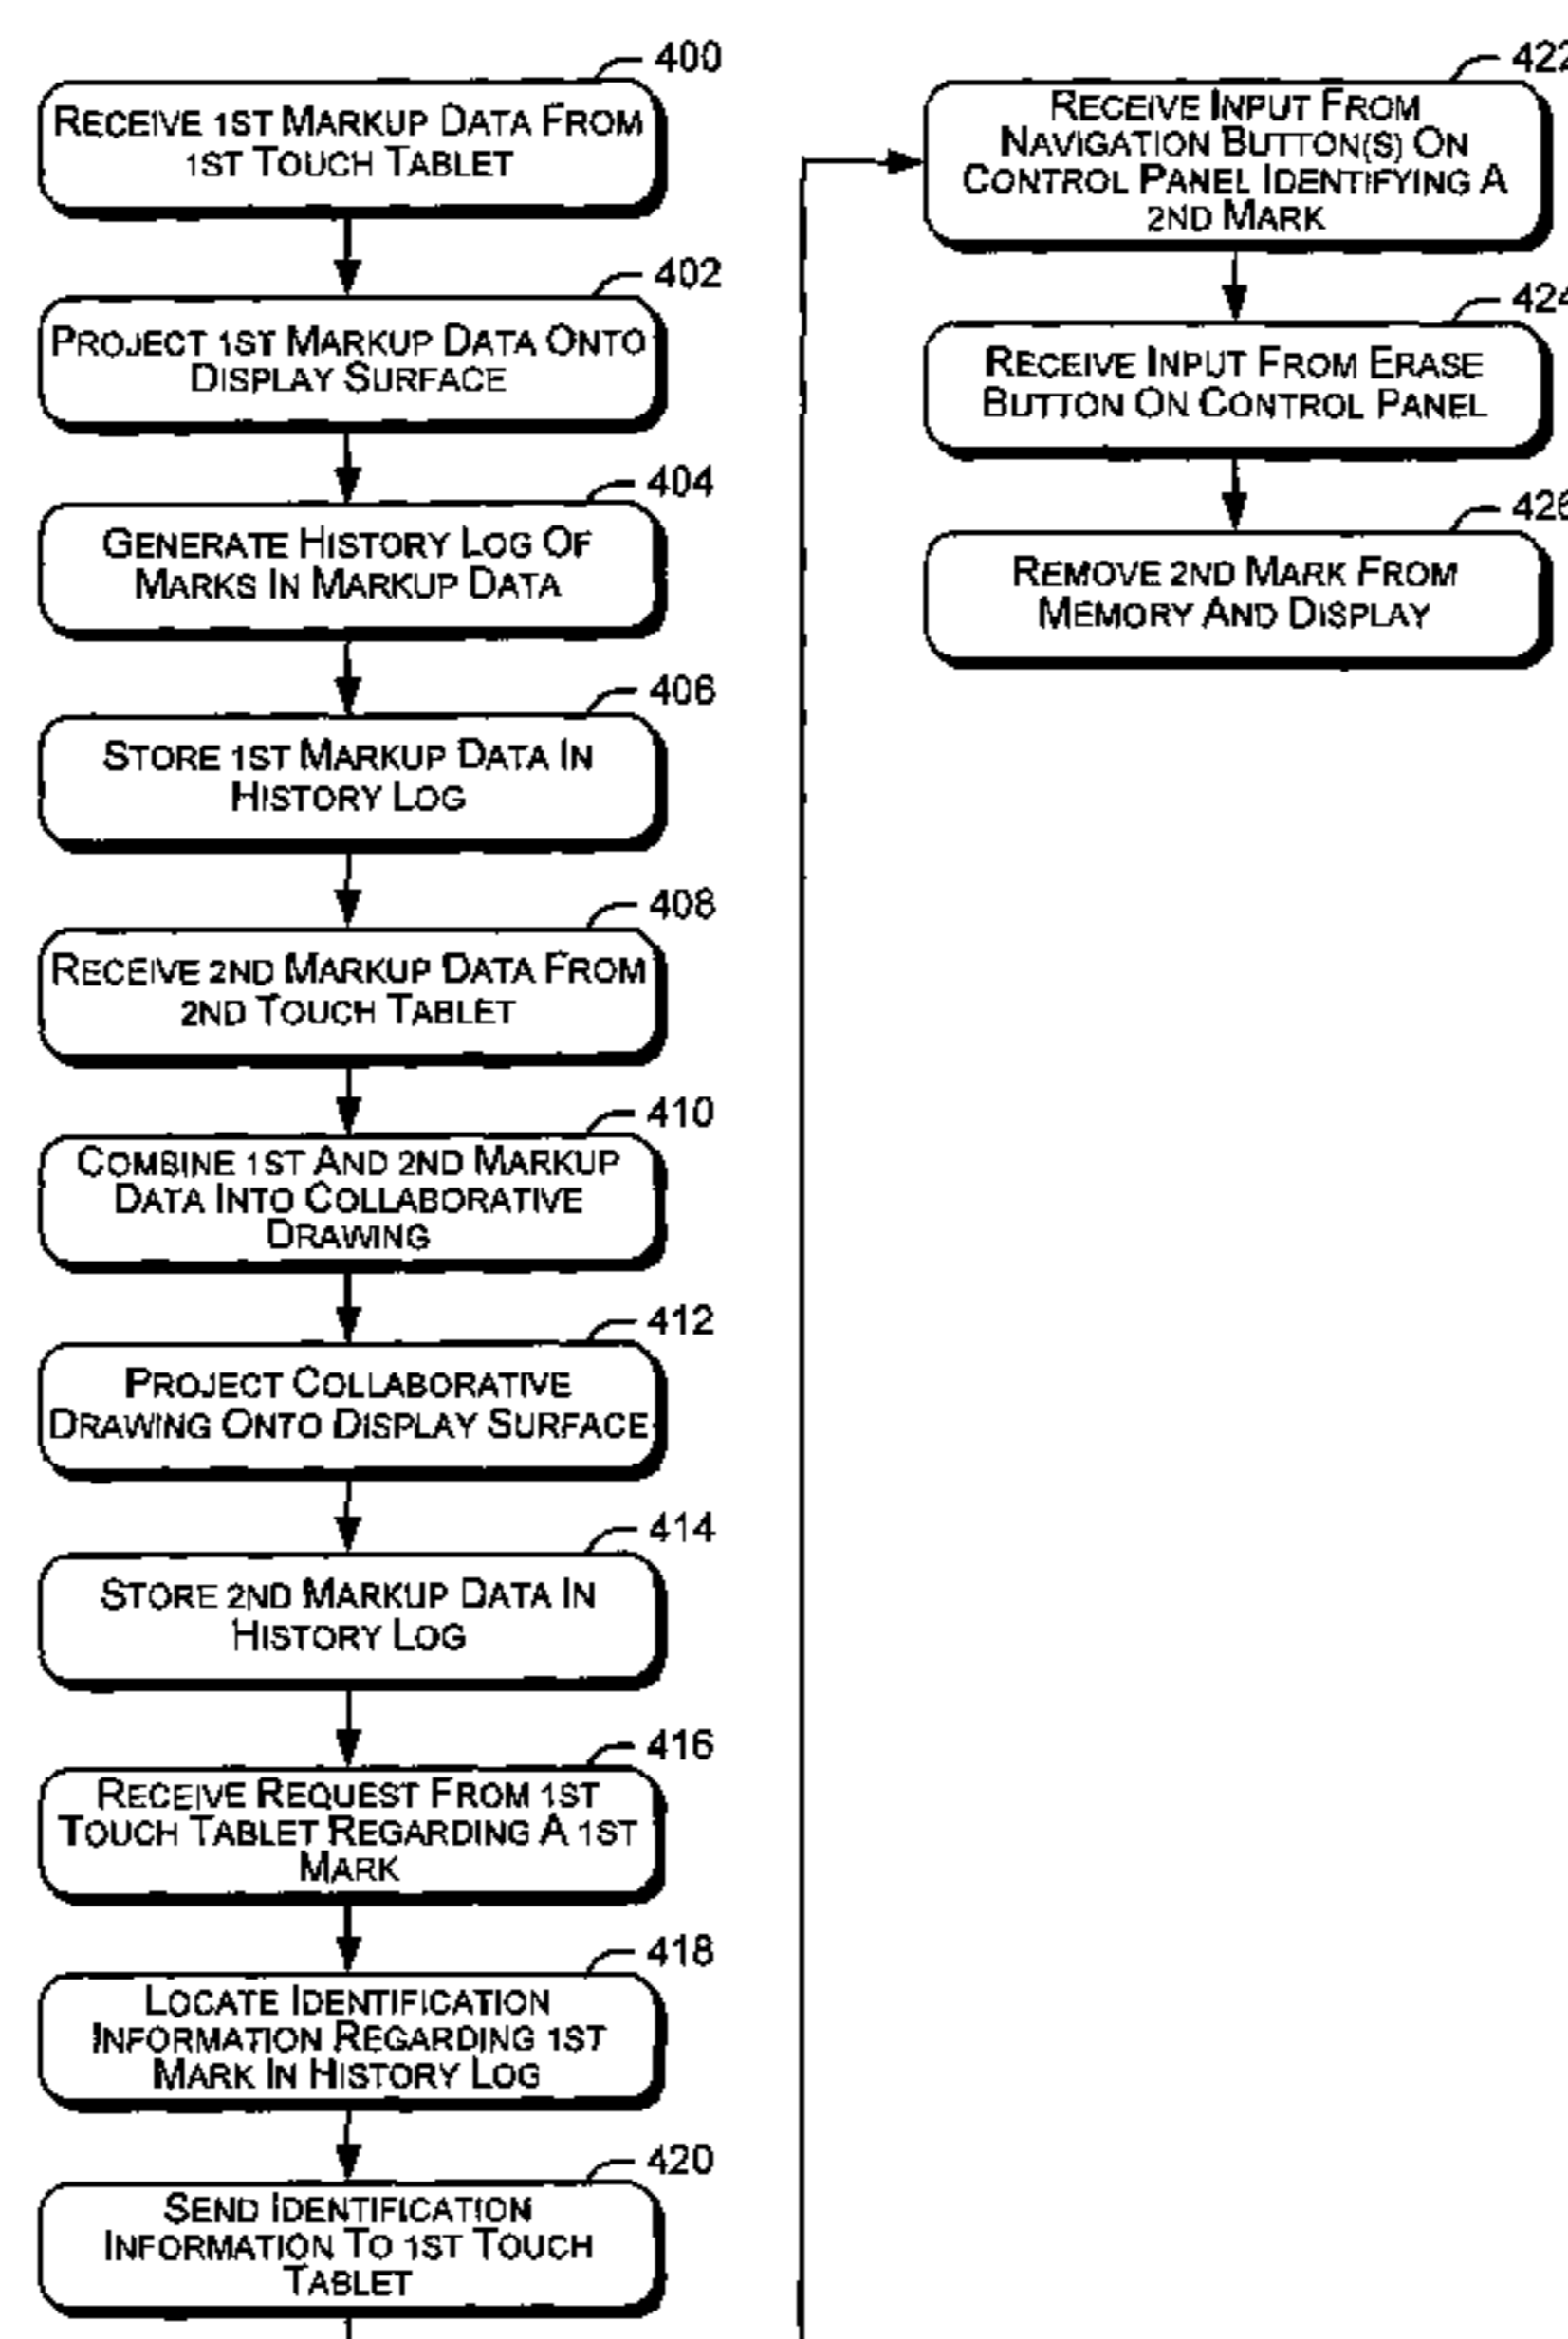 400
RECEIVE 1ST MARKUP DATA FROM
1ST TOUCH TABLET
402
PROJECT 1ST MARKUP DATA ONTO
DISPLAY SURFACE
404
GENERATE HISTORY LOG OF
MARKS IN MARKUP DATA
406
STORE 1ST MARKUP DATA IN
HISTORY LOG
408
RECEIVE 2ND MARKUP DATA FROM
2ND TOUCH TABLET
410
COMBINE 1ST AND 2ND MARKUP
DATA INTO COLLABORATIVE
DRAWING
412
PROJECT COLLABORATIVE
DRAWING ONTO DISPLAY SURFACE
414
STORE 2ND MARKUP DATA IN
HISTORY LOG
416
RECEIVE REQUEST FROM 1ST
TOUCH TABLET REGARDING A 1ST
MARK
418
LOCATE IDENTIFICATION
INFORMATION REGARDING 1ST
MARK IN HISTORY LOG
420
SEND IDENTIFICATION
INFORMATION TO 1ST TOUCH
TABLET
422
RECEIVE INPUT FROM
NAVIGATION BUTTON(S) ON
CONTROL PANEL IDENTIFYING A
2ND MARK
424
RECEIVE INPUT FROM ERASE
BUTTON ON CONTROL PANEL
426
REMOVE 2ND MARK FROM
MEMORY AND DISPLAY